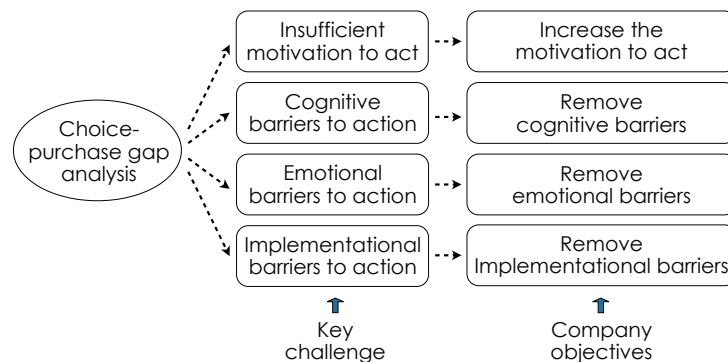 Choice-
purchase gap
analysis
Insufficient
motivation to act
Increase the
motivation to act
Cognitive
barriers to action
Remove
cognitive barriers
Emotional
barriers to action
Remove
emotional barriers
Implementational
barriers to action
Remove
Implementational barriers
Key
challenge
Company
objectives